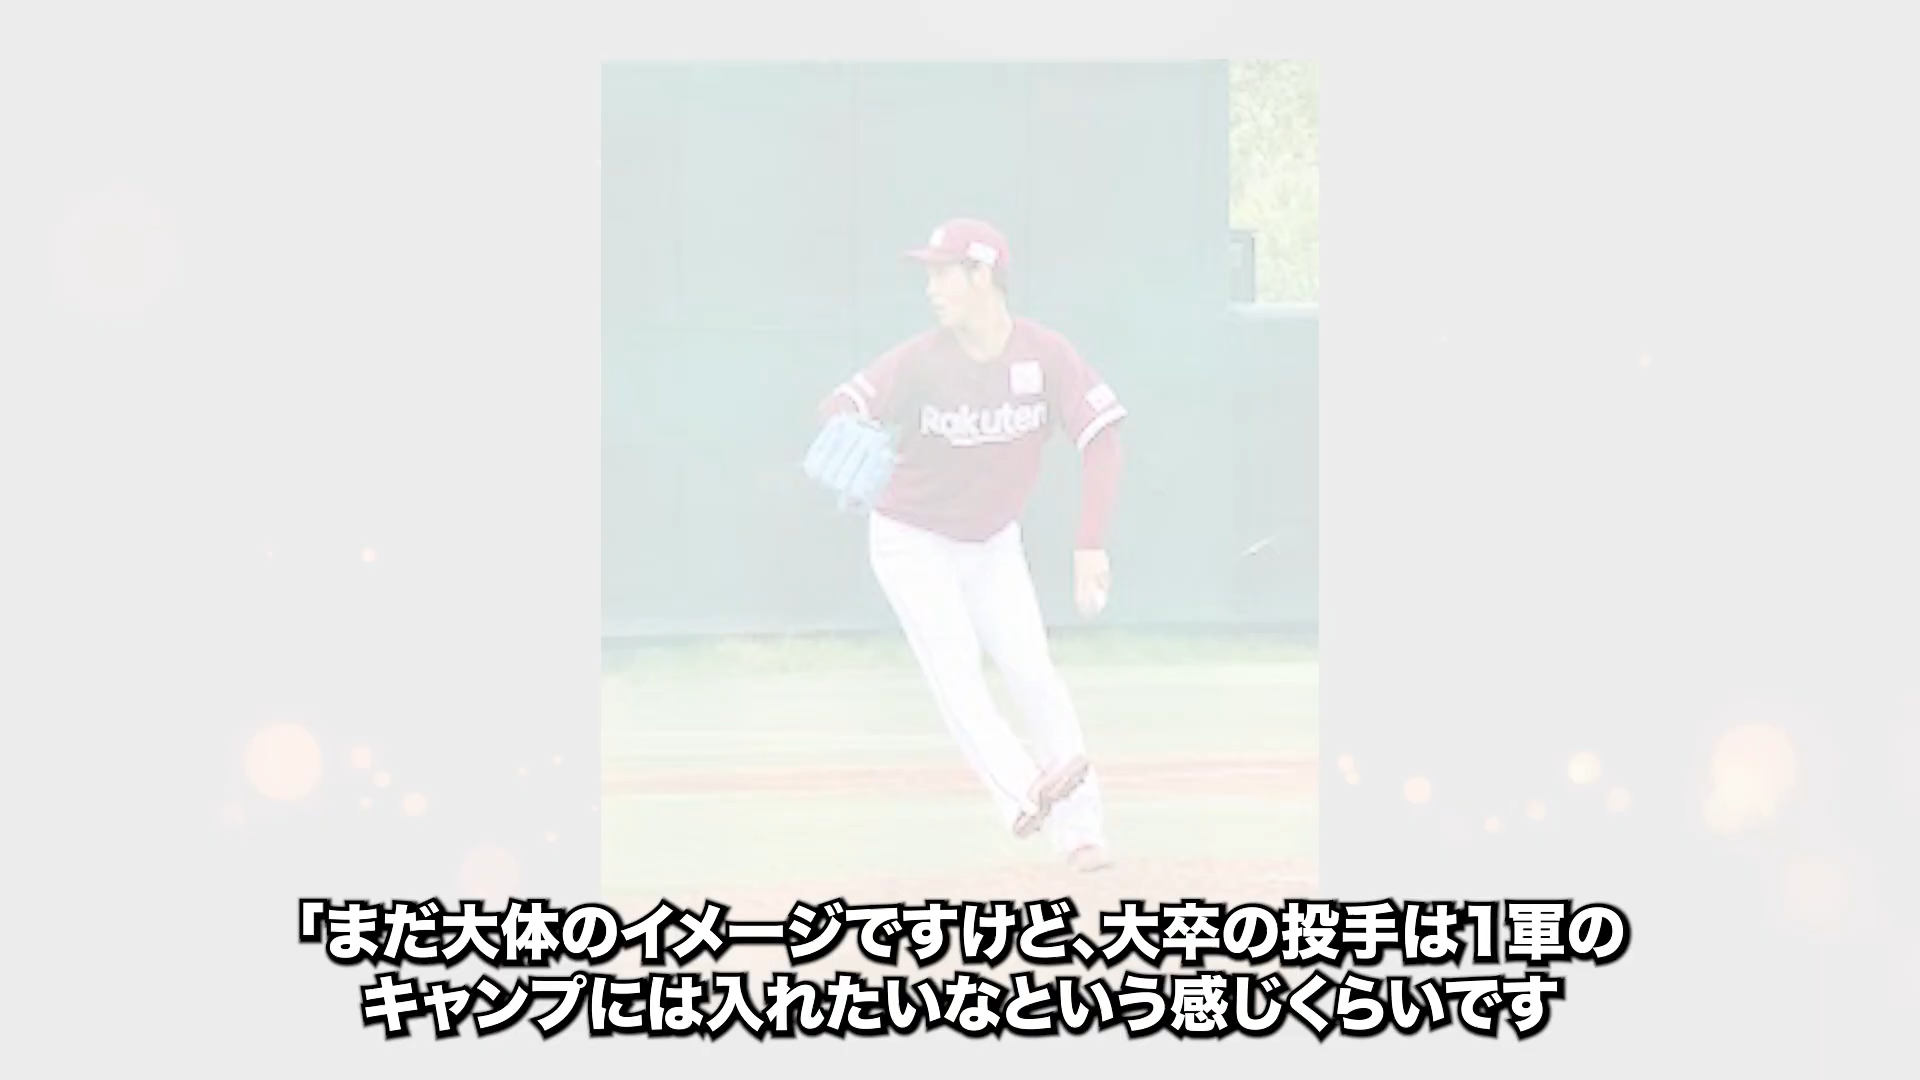 Rakuten
「まだ大体のイメージですけど、大卒の投手は1軍の
キャンプには入れたいなという感じくらいです